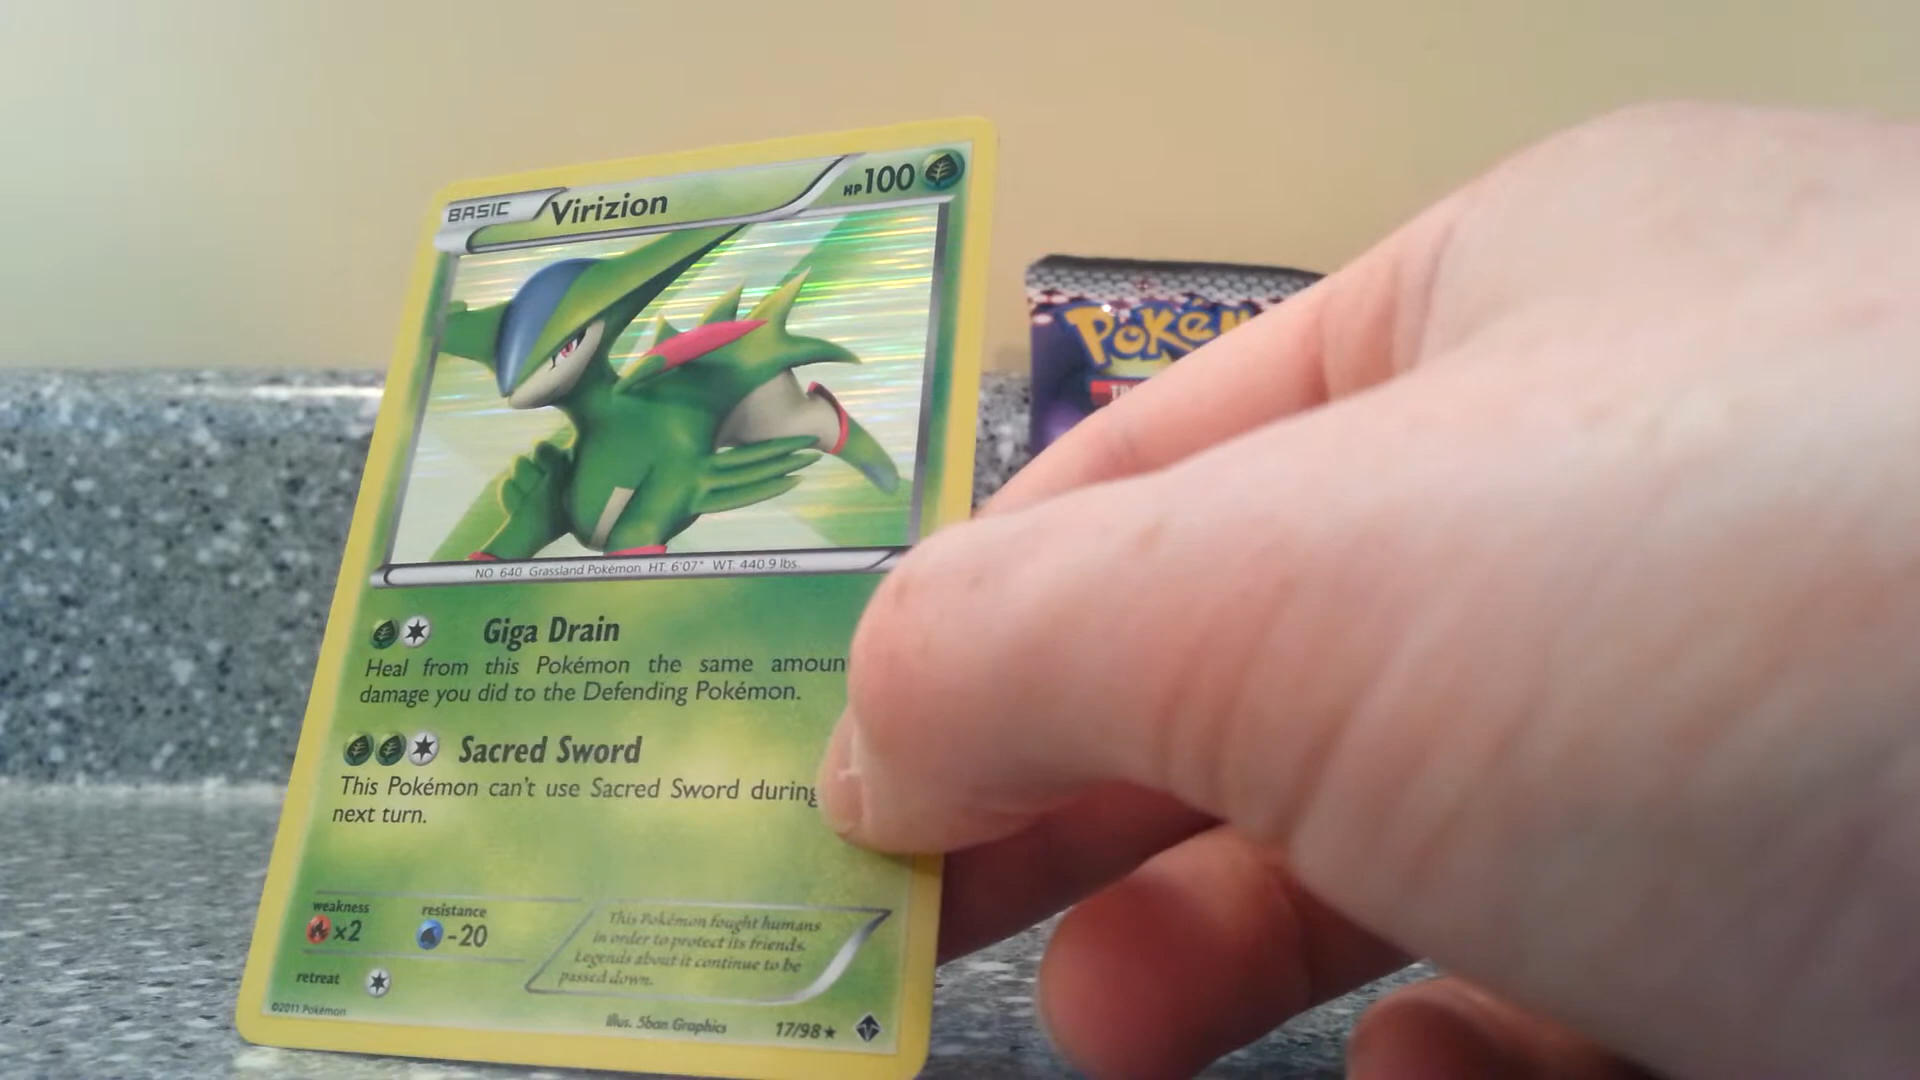 BASIC Virizion HP100
NO. 640 Grassland Pokémon HT. 6'07" WT. 440.9 lbs.
Giga Drain
Heal from this Pokémon the same amoun
damage you did to the Defending Pokémon.
Sacred Sword
This Pokémon can't use Sacred Sword during
next turn.
weakness resistance
×2 -20
retreat
This Pokémon fought humans
in order to protect its friends.
Legends about it continue to be
passed down.
©2011 Pokémon
Illus. 5ban Graphics 17/98★
Poké